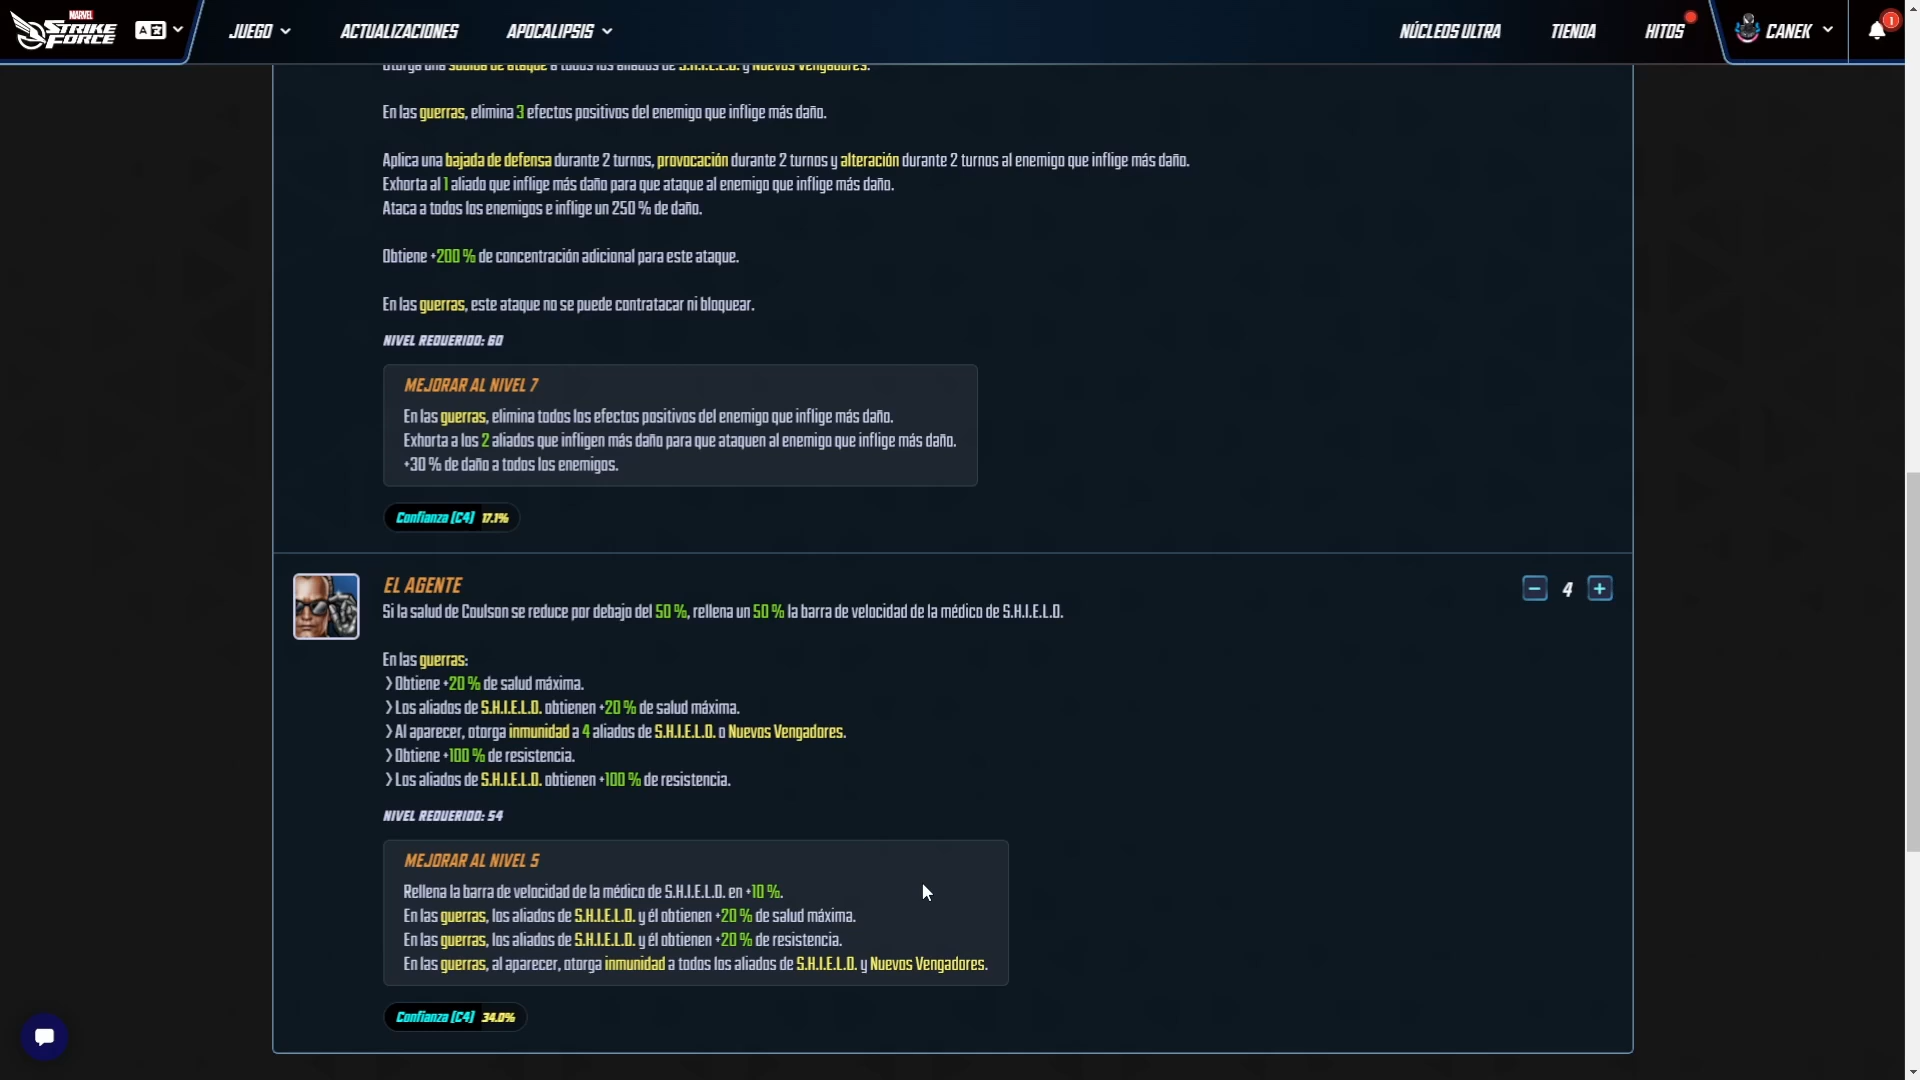 MARVEL
STRIKE
FORCE
JUEGO
ACTUALIZACIONES
APOCALIPSIS
NÚCLEOS ULTRA
TIENDA
HITOS
CANEK
1
Otorga una subida de ataque a todos los aliados de S.H.I.E.L.D. y Nuevos Vengadores.
En las guerras, elimina 3 efectos positivos del enemigo que inflige más daño.
Aplica una bajada de defensa durante 2 turnos, provocación durante 2 turnos y alteración durante 2 turnos al enemigo que inflige más daño.
Exhorta al 1 aliado que inflige más daño para que ataque al enemigo que inflige más daño.
Ataca a todos los enemigos e inflige un 250 % de daño.
Obtiene +200 % de concentración adicional para este ataque.
En las guerras, este ataque no se puede contratacar ni bloquear.
NIVEL REQUERIDO: 60
MEJORAR AL NIVEL 7
En las guerras, elimina todos los efectos positivos del enemigo que inflige más daño.
Exhorta a los 2 aliados que infligen más daño para que ataquen al enemigo que inflige más daño.
+30 % de daño a todos los enemigos.
Confianza [C4] 17.1%
EL AGENTE
4
Si la salud de Coulson se reduce por debajo del 50 %, rellena un 50 % la barra de velocidad de la médico de S.H.I.E.L.D.
En las guerras:
❯Obtiene +20 % de salud máxima.
❯Los aliados de S.H.I.E.L.D. obtienen +20 % de salud máxima.
❯Al aparecer, otorga inmunidad a 4 aliados de S.H.I.E.L.D. o Nuevos Vengadores.
❯Obtiene +100 % de resistencia.
❯Los aliados de S.H.I.E.L.D. obtienen +100 % de resistencia.
NIVEL REQUERIDO: 54
MEJORAR AL NIVEL 5
Rellena la barra de velocidad de la médico de S.H.I.E.L.D. en +10 %.
En las guerras, los aliados de S.H.I.E.L.D. y él obtienen +20 % de salud máxima.
En las guerras, los aliados de S.H.I.E.L.D. y él obtienen +20 % de resistencia.
En las guerras, al aparecer, otorga inmunidad a todos los aliados de S.H.I.E.L.D. y Nuevos Vengadores.
Confianza [C4] 34.0%